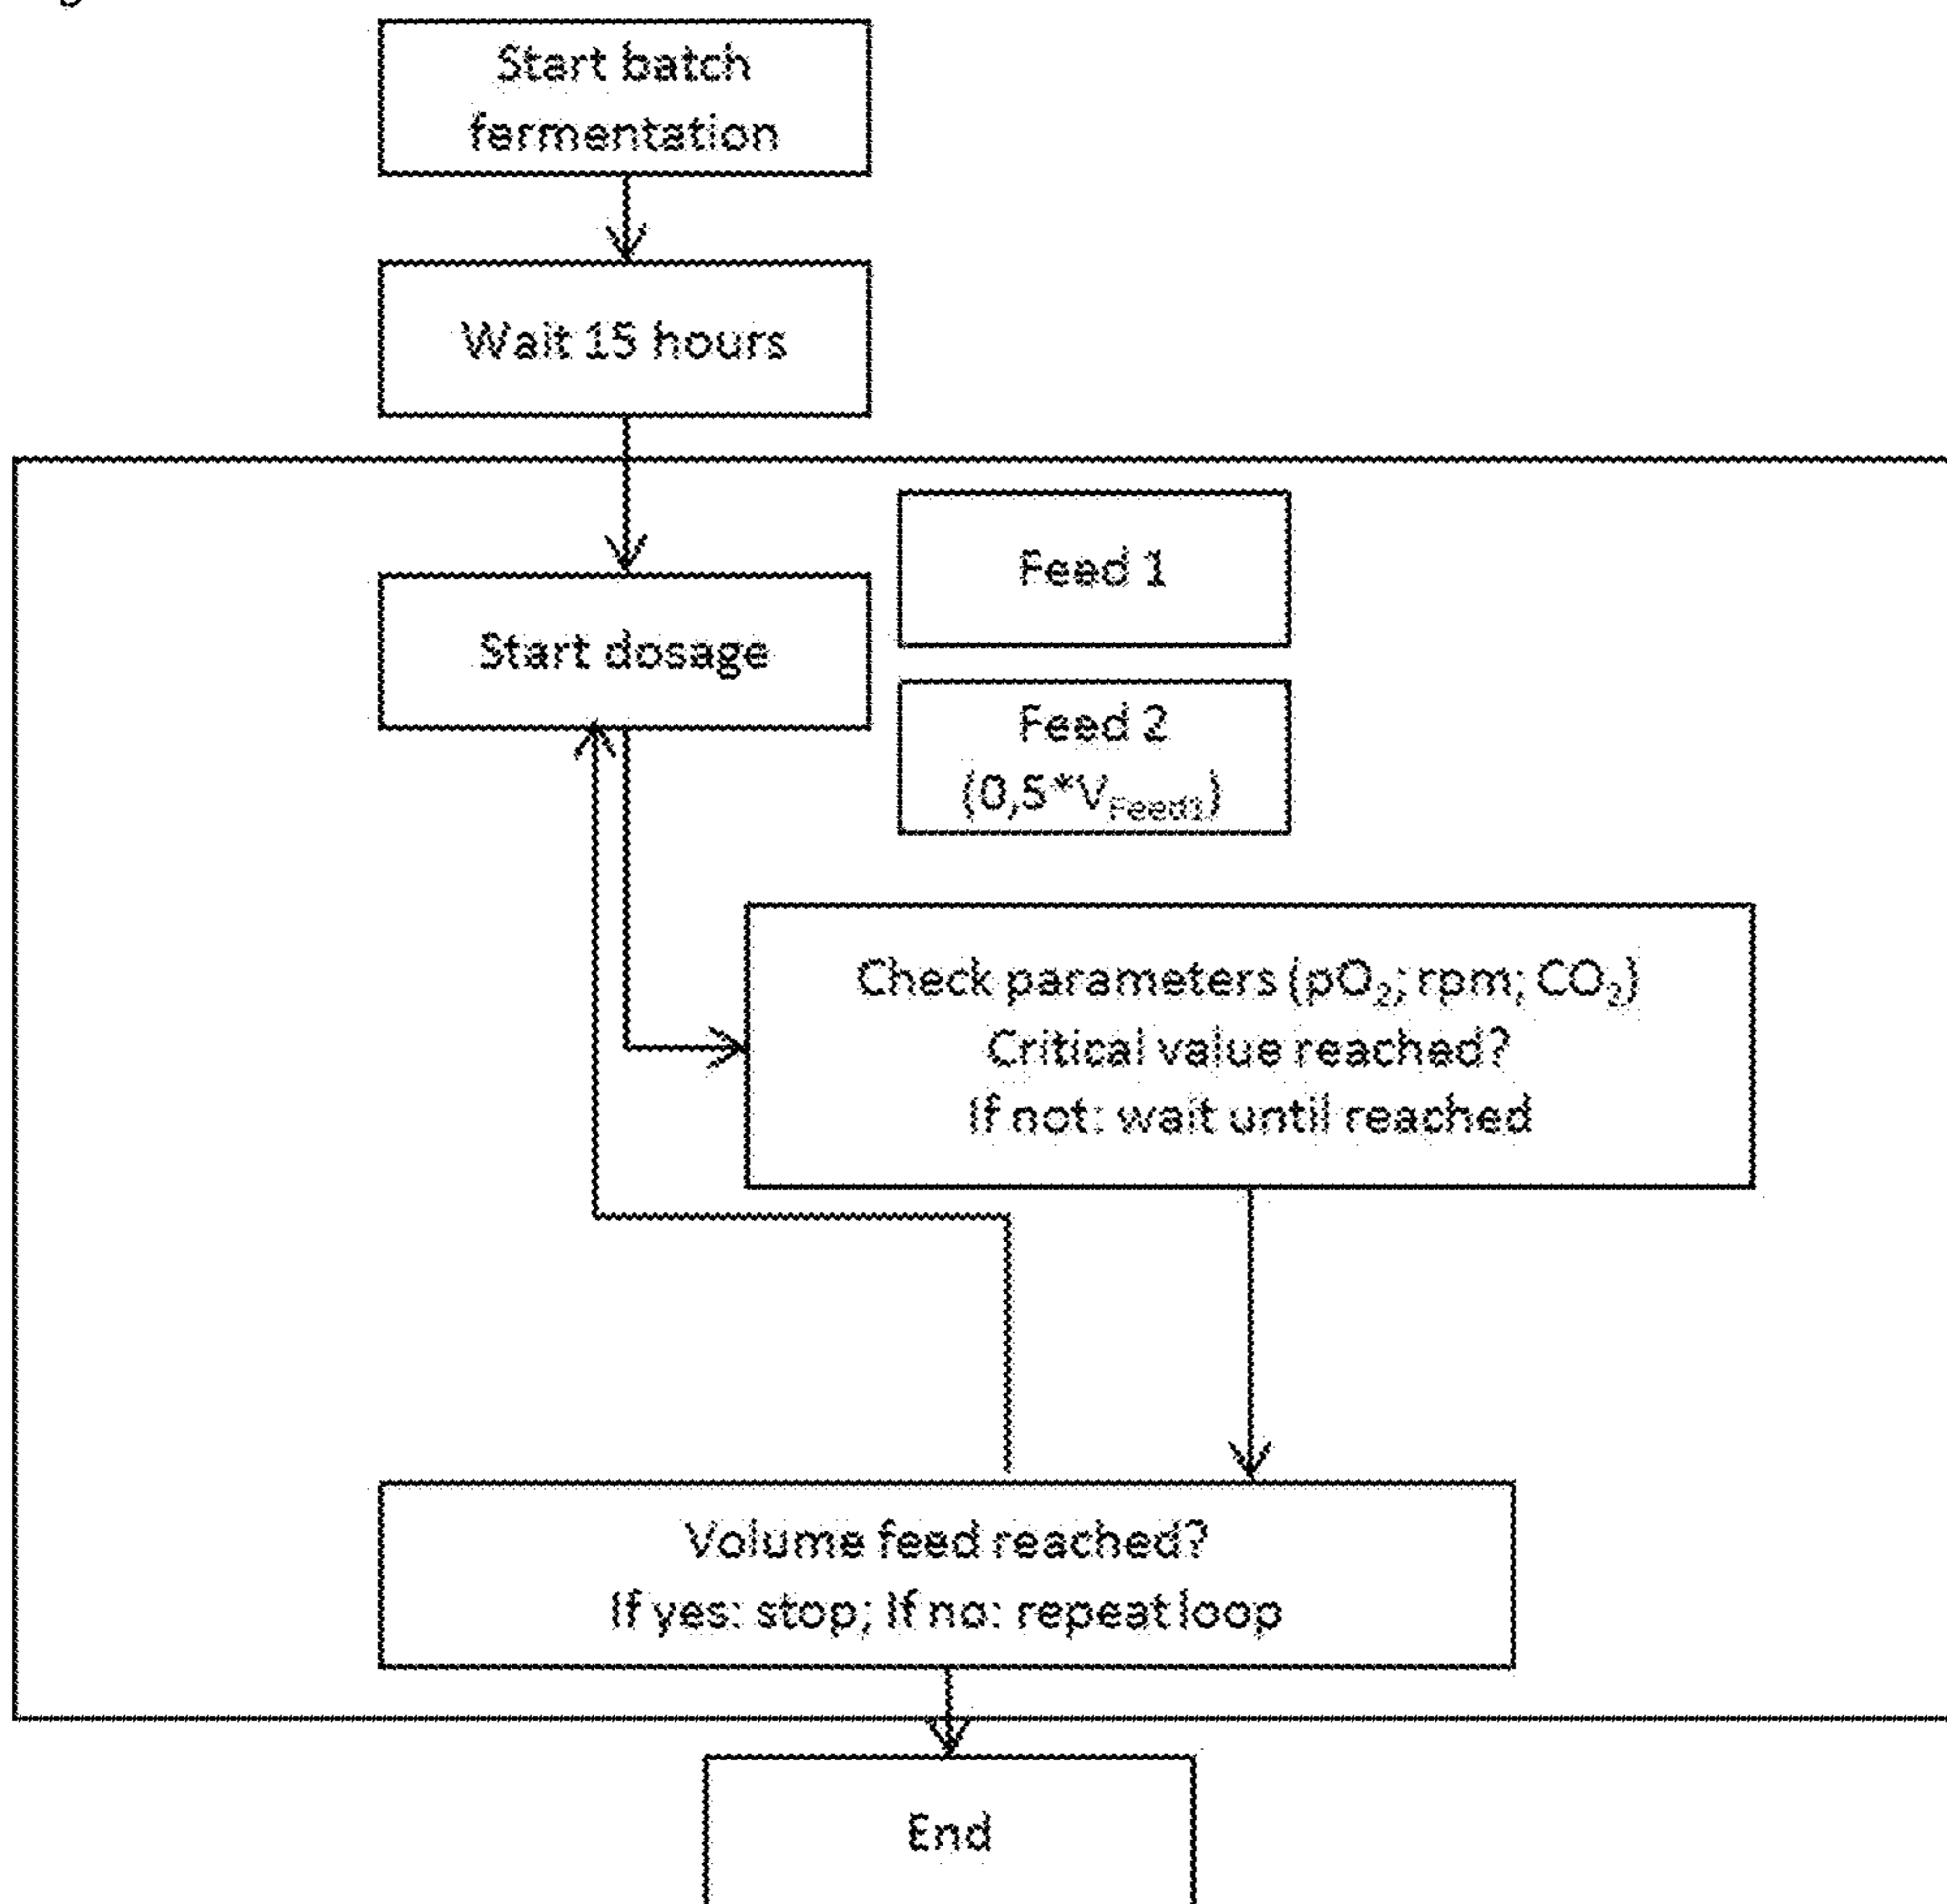 Start batch
fermentation
Wait 15 hours
Feed 1
Start dosage
Feed 2
(0,5*V_Feed1)
Check parameters (pO₂; rpm; CO₂)
Critical value reached?
If not: wait until reached
Volume feed reached?
If yes: stop; If no: repeat loop
End